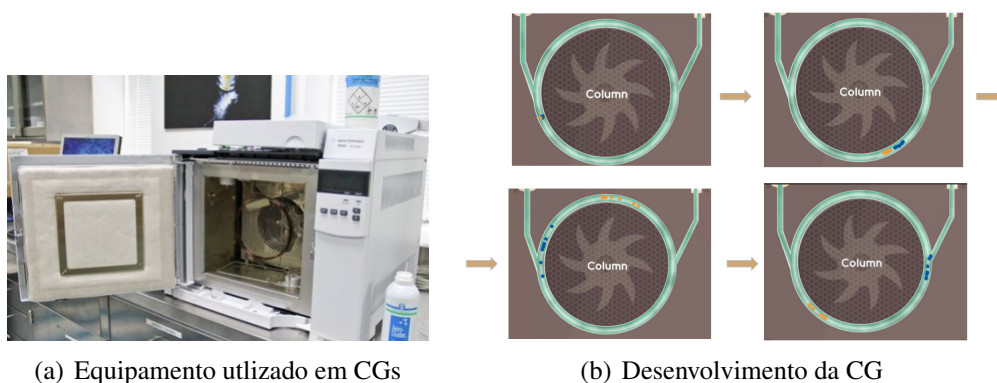 Column
Column
Column
Column
(a) Equipamento utlizado em CGs
(b) Desenvolvimento da CG